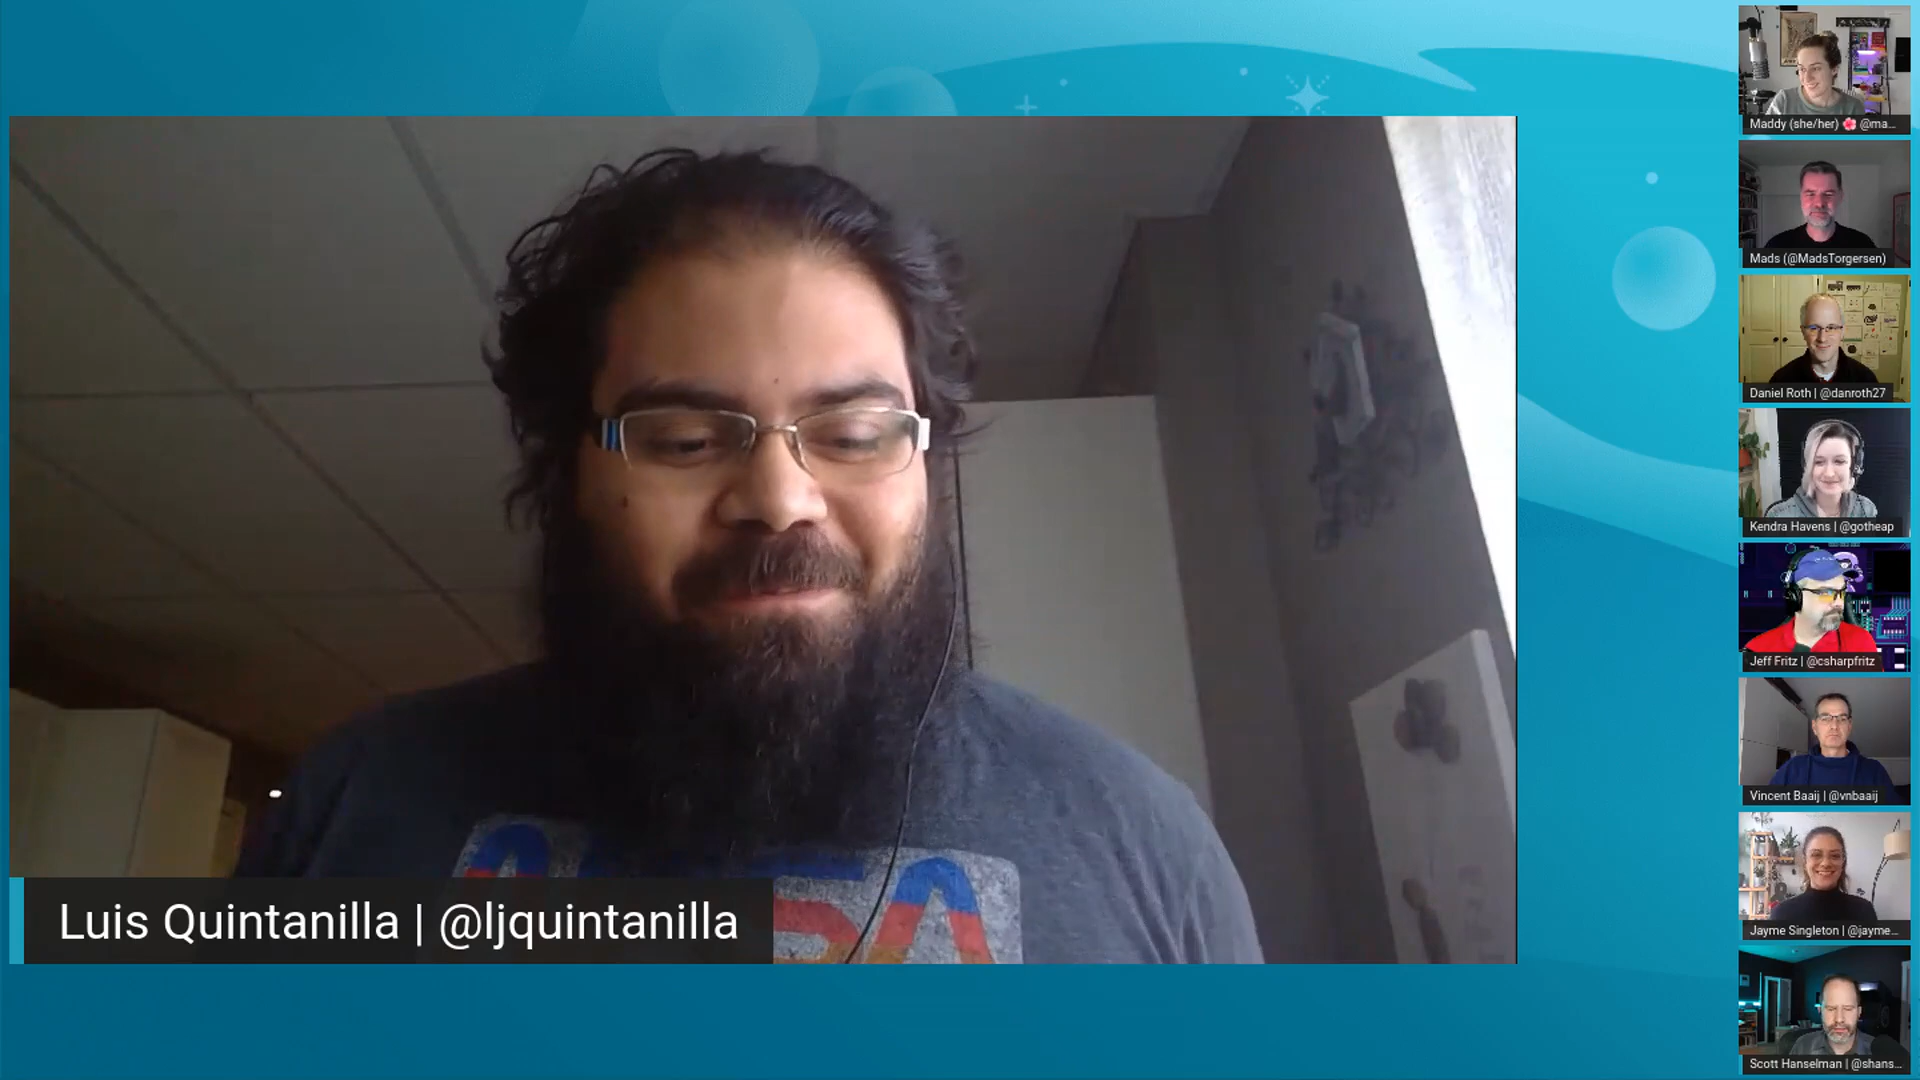 Luis Quintanilla | @ljquintanilla
Maddy (she/her) 🌸 @ma...
Mads (@MadsTorgersen)
Daniel Roth | @danroth27
Kendra Havens | @gotheap
Jeff Fritz | @csharpfritz
Vincent Baaij | @vnbaaij
Jayme Singleton | @jayme...
Scott Hanselman | @shans...